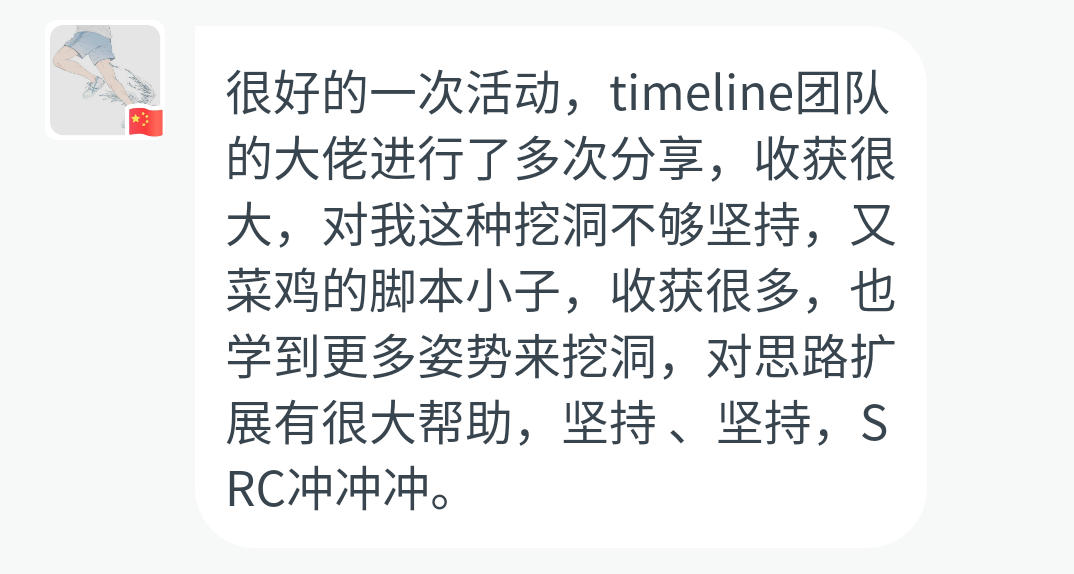 很好的一次活动，timeline团队
的大佬进行了多次分享，收获很
大，对我这种挖洞不够坚持，又
菜鸡的脚本小子，收获很多，也
学到更多姿势来挖洞，对思路扩
展有很大帮助，坚持 、坚持，S
RC冲冲冲。